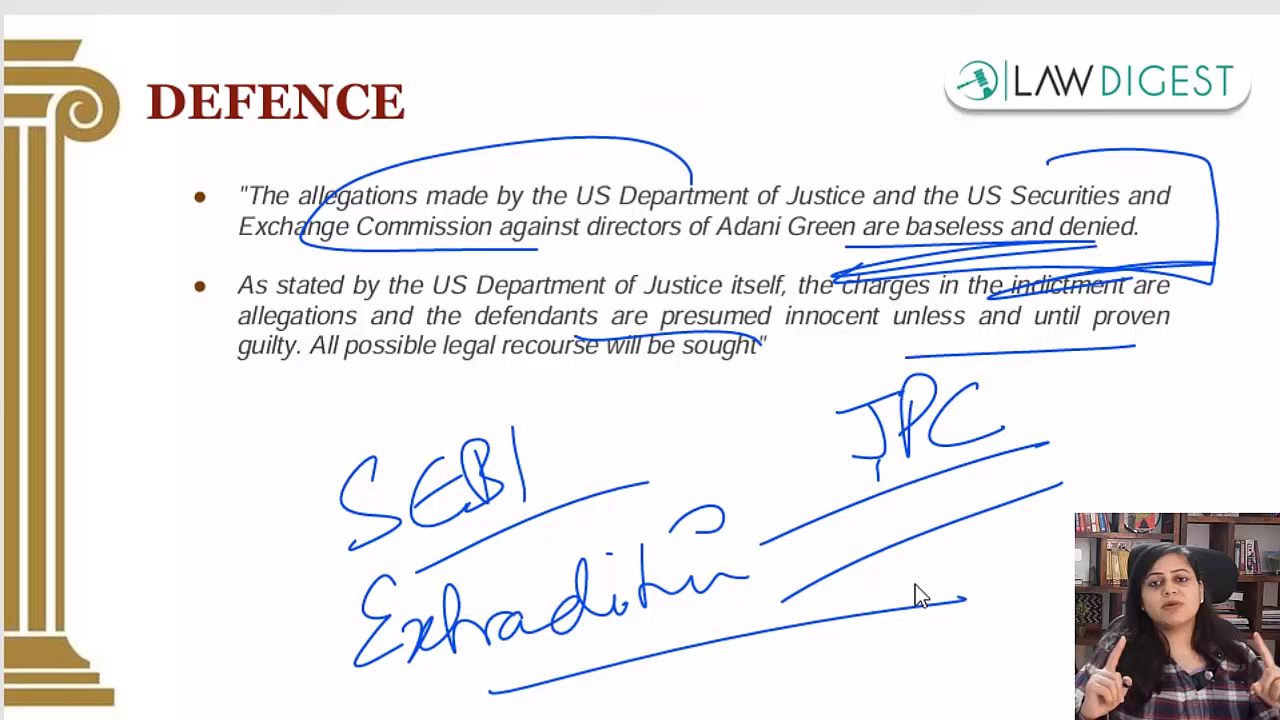 LAWDIGEST
DEFENCE
● "The allegations made by the US Department of Justice and the US Securities and
Exchange Commission against directors of Adani Green are baseless and denied.
● As stated by the US Department of Justice itself, the charges in the indictment are
allegations and the defendants are presumed innocent unless and until proven
guilty. All possible legal recourse will be sought"
JPC
SEBI
Extradition